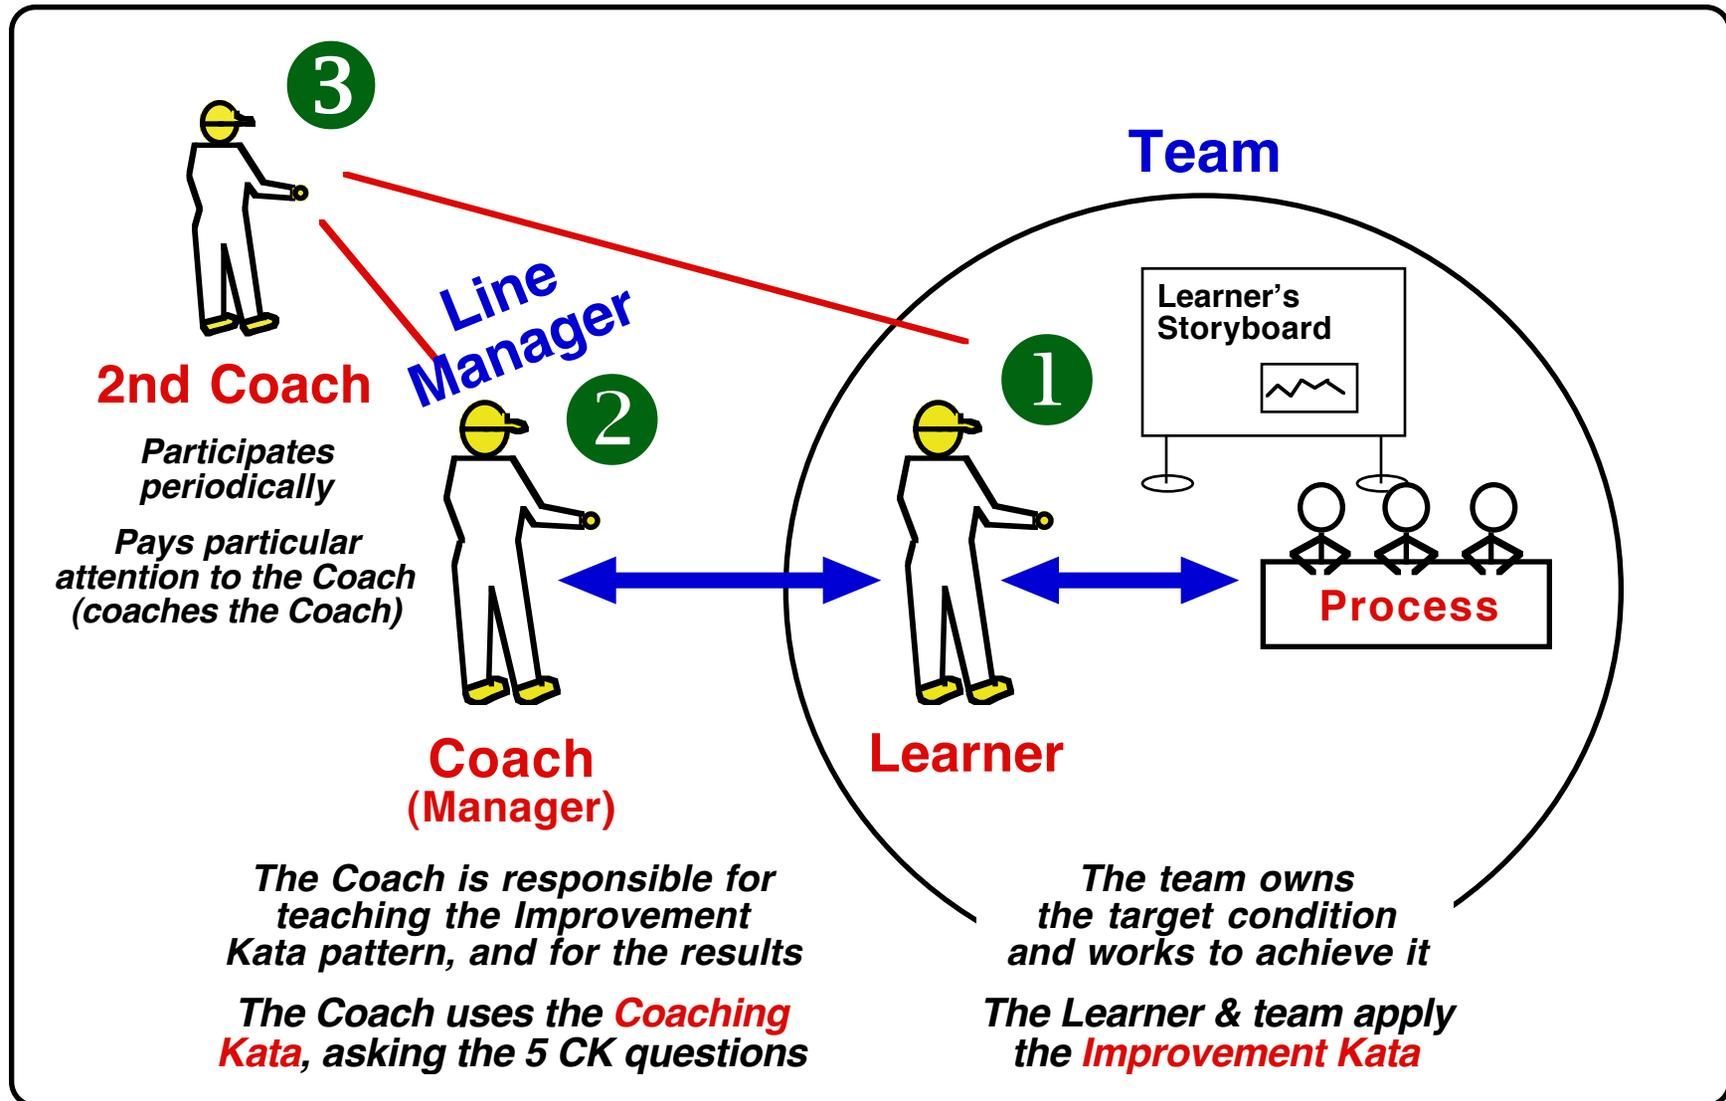 3
2nd Coach
Participates
periodically
Pays particular
attention to the Coach
(coaches the Coach)
Line
Manager
2
Coach
(Manager)
The Coach is responsible for
teaching the Improvement
Kata pattern, and for the results
The Coach uses the Coaching
Kata, asking the 5 CK questions
Team
1
Learner's
Storyboard
Process
Learner
The team owns
the target condition
and works to achieve it
The Learner & team apply
the Improvement Kata